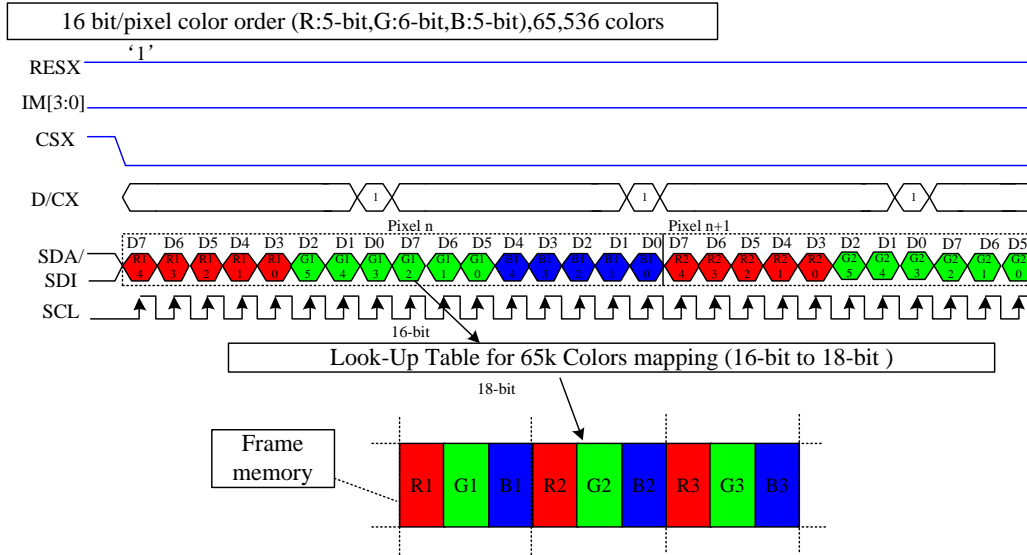 16 bit/pixel color order (R:5-bit,G:6-bit,B:5-bit),65,536 colors
‘1’
RESX
IM[3:0]
CSX
D/CX
1 1 1
Pixel n Pixel n+1
D7 D6 D5 D4 D3 D2 D1 D0 D7 D6 D5 D4 D3 D2 D1 D0 D7 D6 D5 D4 D3 D2 D1 D0 D7 D6 D5
SDA/
R1 R1 R1 R1 R1 G1 G1 G1 G1 G1 G1 B1 B1 B1 B1 B1 R2 R2 R2 R2 R2 G2 G2 G2 G2 G2 G2
4 3 2 1 0 5 4 3 2 1 0 4 3 2 1 0 4 3 2 1 0 5 4 3 2 1 0
SDI
SCL
16-bit
Look-Up Table for 65k Colors mapping (16-bit to 18-bit )
18-bit
Frame
memory
R1 G1 B1 R2 G2 B2 R3 G3 B3